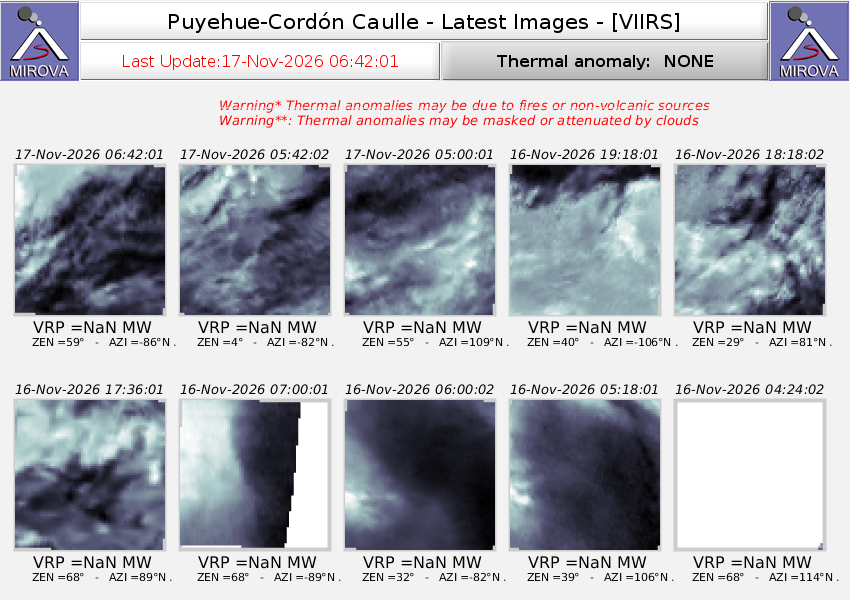 Puyehue-Cordón Caulle - Latest Images - [VIIRS]
MIROVA
Last Update:17-Nov-2026 06:42:01
Thermal anomaly: NONE
MIROVA
Warning* Thermal anomalies may be due to fires or non-volcanic sources
Warning**: Thermal anomalies may be masked or attenuated by clouds
17-Nov-2026 06:42:01 17-Nov-2026 05:42:02 17-Nov-2026 05:00:01 16-Nov-2026 19:18:01 16-Nov-2026 18:18:02
VRP =NaN MW VRP =NaN MW VRP =NaN MW VRP =NaN MW VRP =NaN MW
ZEN =59° - AZI =-86°N . ZEN =4° - AZI =-82°N . ZEN =55° - AZI =109°N . ZEN =40° - AZI =-106°N . ZEN =29° - AZI =81°N .
16-Nov-2026 17:36:01 16-Nov-2026 07:00:01 16-Nov-2026 06:00:02 16-Nov-2026 05:18:01 16-Nov-2026 04:24:02
VRP =NaN MW VRP =NaN MW VRP =NaN MW VRP =NaN MW VRP =NaN MW
ZEN =68° - AZI =89°N . ZEN =68° - AZI =-89°N . ZEN =32° - AZI =-82°N . ZEN =39° - AZI =106°N . ZEN =68° - AZI =114°N .